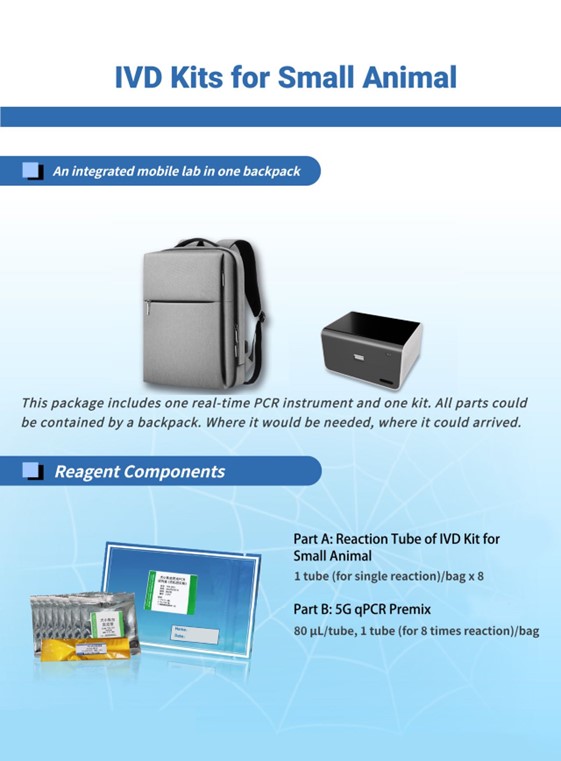 IVD Kits for Small Animal
An integrated mobile lab in one backpack
This package includes one real-time PCR instrument and one kit. All parts could
be contained by a backpack. Where it would be needed, where it could arrived.
Reagent Components
Part A: Reaction Tube of IVD Kit for
Small Animal
1 tube (for single reaction)/bag x 8
Part B: 5G qPCR Premix
80 μL/tube, 1 tube (for 8 times reaction)/bag
Name:
Date: